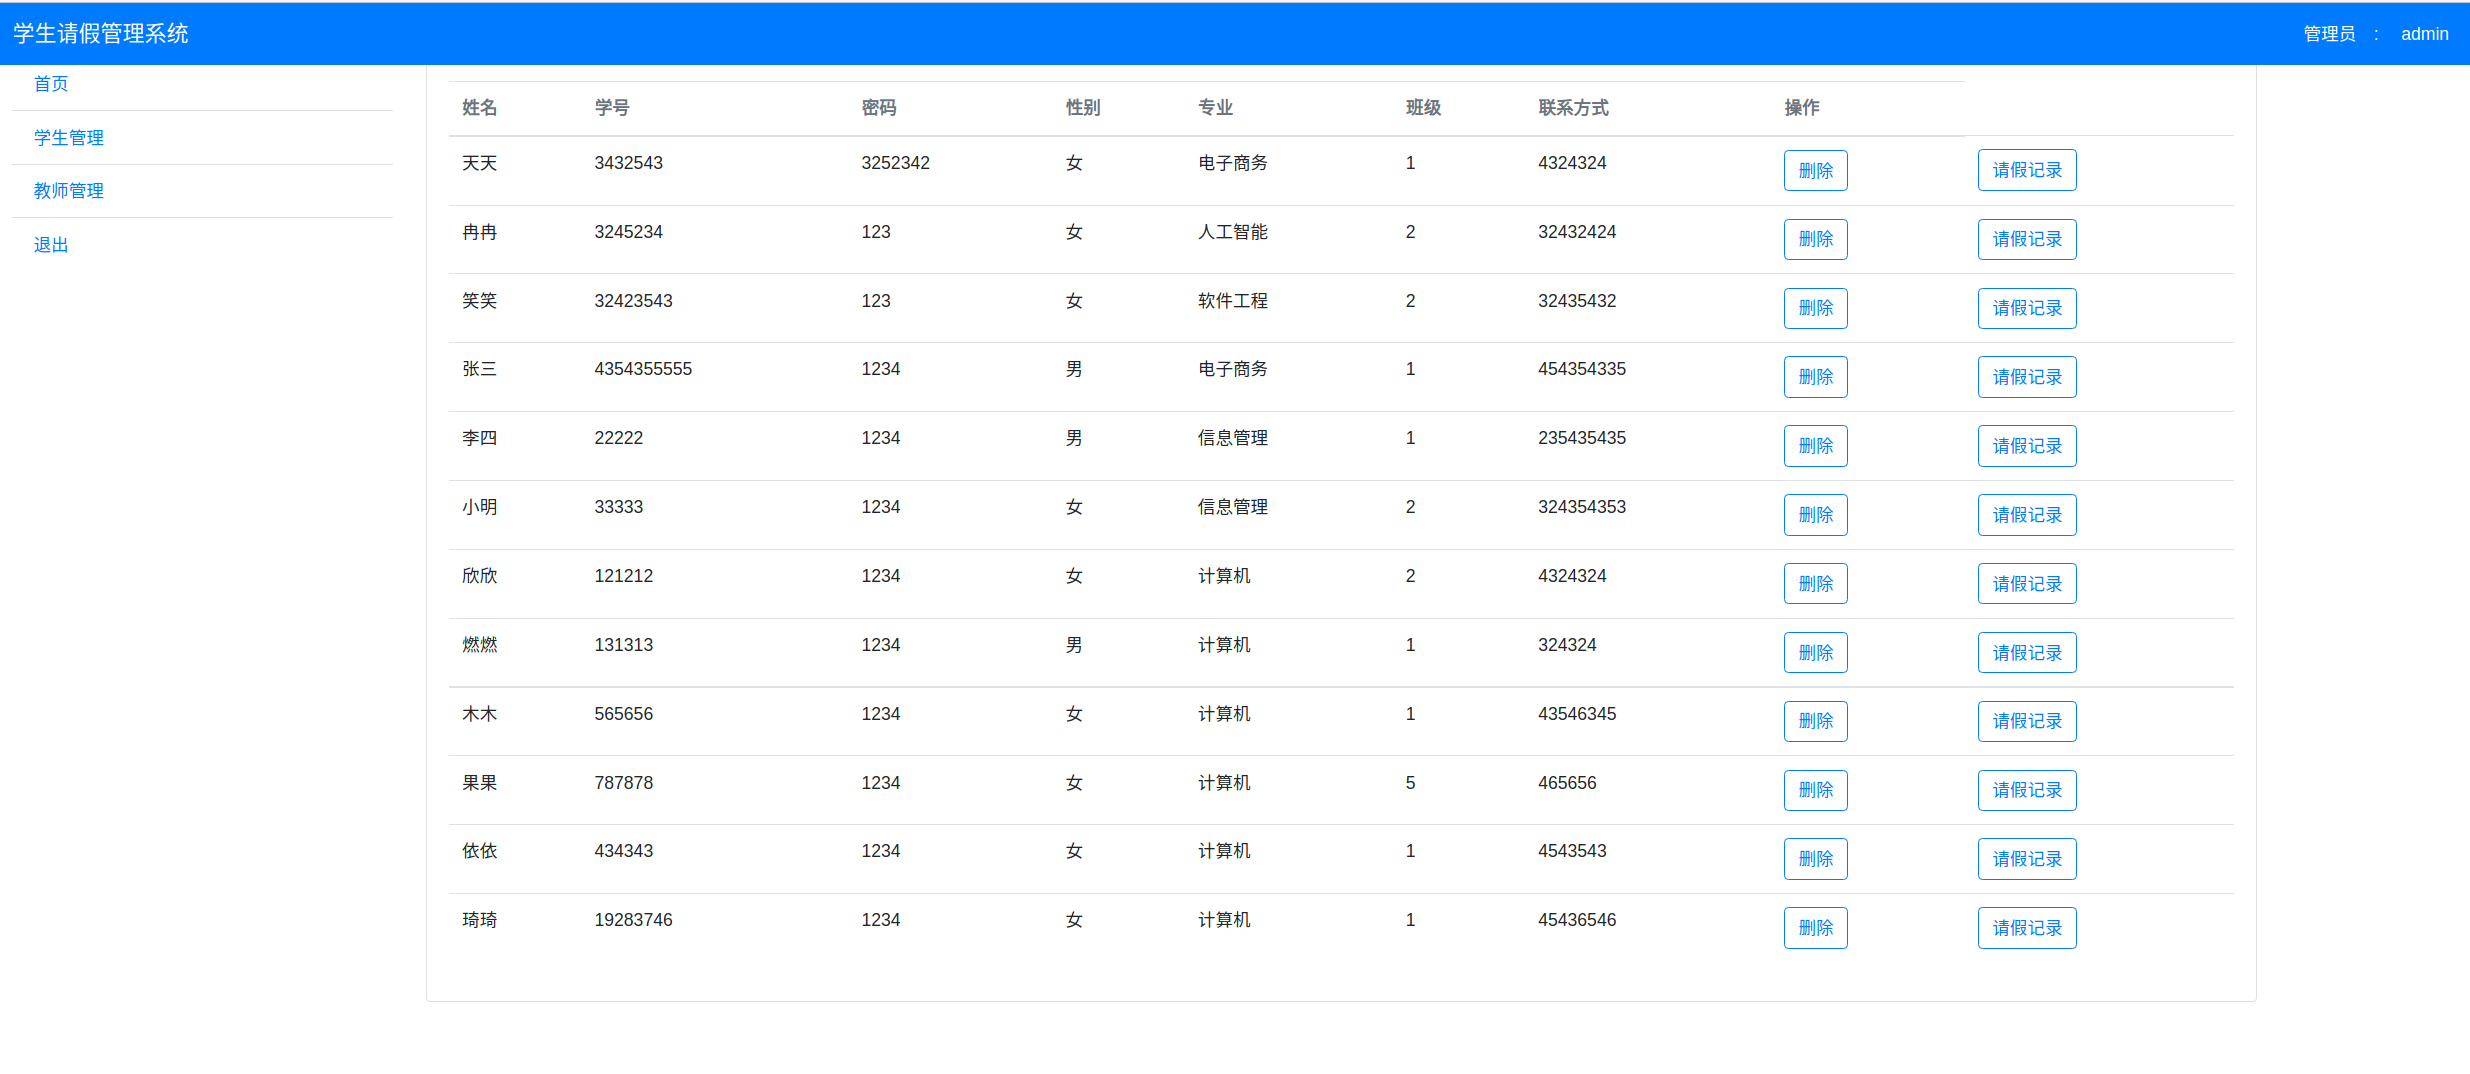 学生请假管理系统 管理员 : admin
首页
学生管理
教师管理
退出
姓名 学号 密码 性别 专业 班级 联系方式 操作
天天 3432543 3252342 女 电子商务 1 4324324 删除 请假记录
冉冉 3245234 123 女 人工智能 2 32432424 删除 请假记录
笑笑 32423543 123 女 软件工程 2 32435432 删除 请假记录
张三 4354355555 1234 男 电子商务 1 454354335 删除 请假记录
李四 22222 1234 男 信息管理 1 235435435 删除 请假记录
小明 33333 1234 女 信息管理 2 324354353 删除 请假记录
欣欣 121212 1234 女 计算机 2 4324324 删除 请假记录
燃燃 131313 1234 男 计算机 1 324324 删除 请假记录
木木 565656 1234 女 计算机 1 43546345 删除 请假记录
果果 787878 1234 女 计算机 5 465656 删除 请假记录
依依 434343 1234 女 计算机 1 4543543 删除 请假记录
琦琦 19283746 1234 女 计算机 1 45436546 删除 请假记录